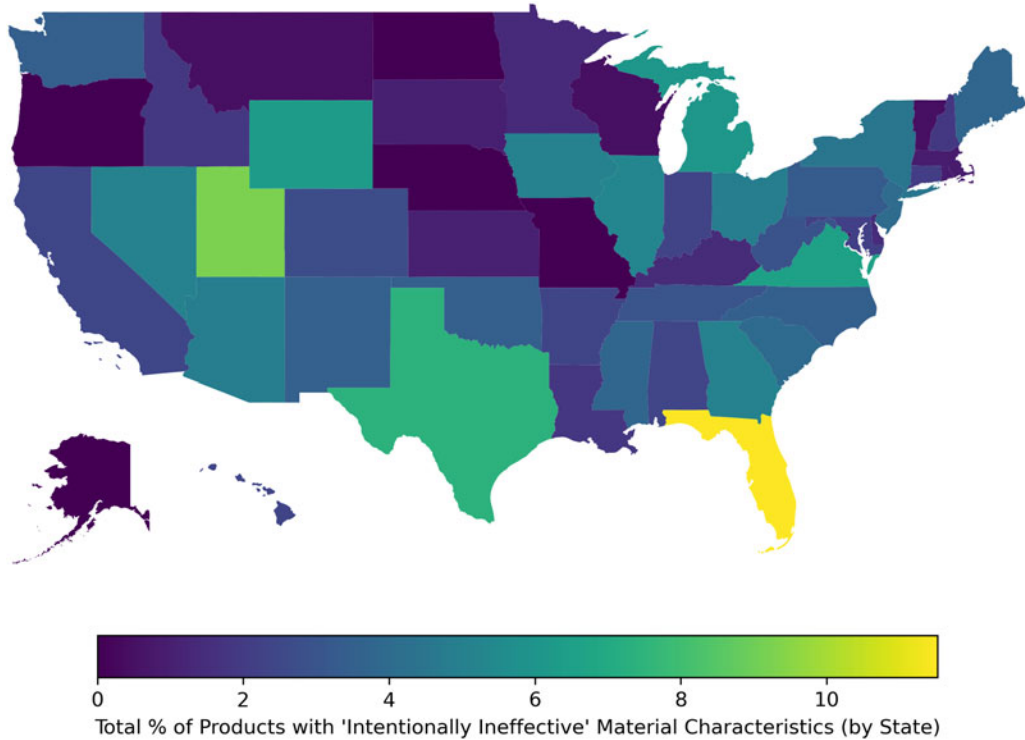 0 2 4 6 8 10
Total % of Products with 'Intentionally Ineffective' Material Characteristics (by State)